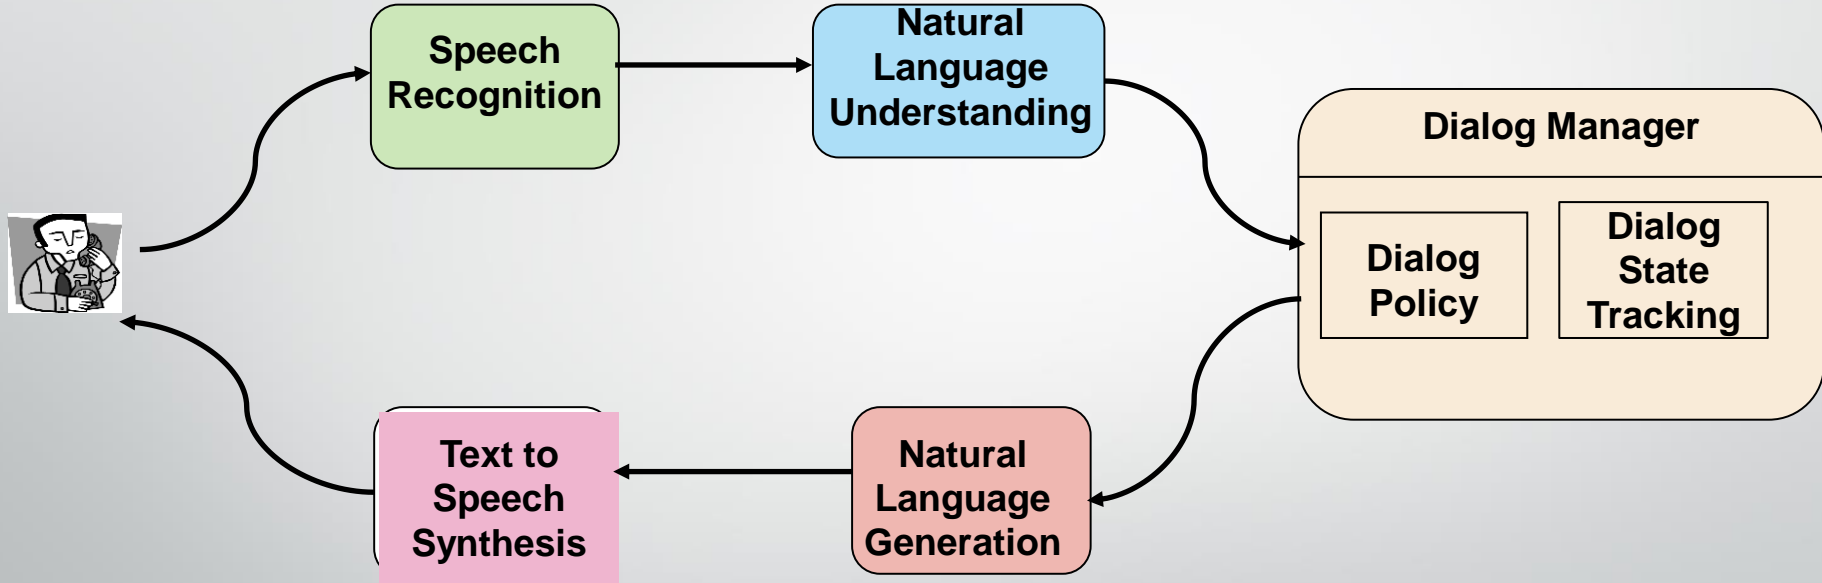 Speech
Recognition
Natural
Language
Understanding
Dialog Manager
Dialog
Policy
Dialog
State
Tracking
Text to
Speech
Synthesis
Natural
Language
Generation